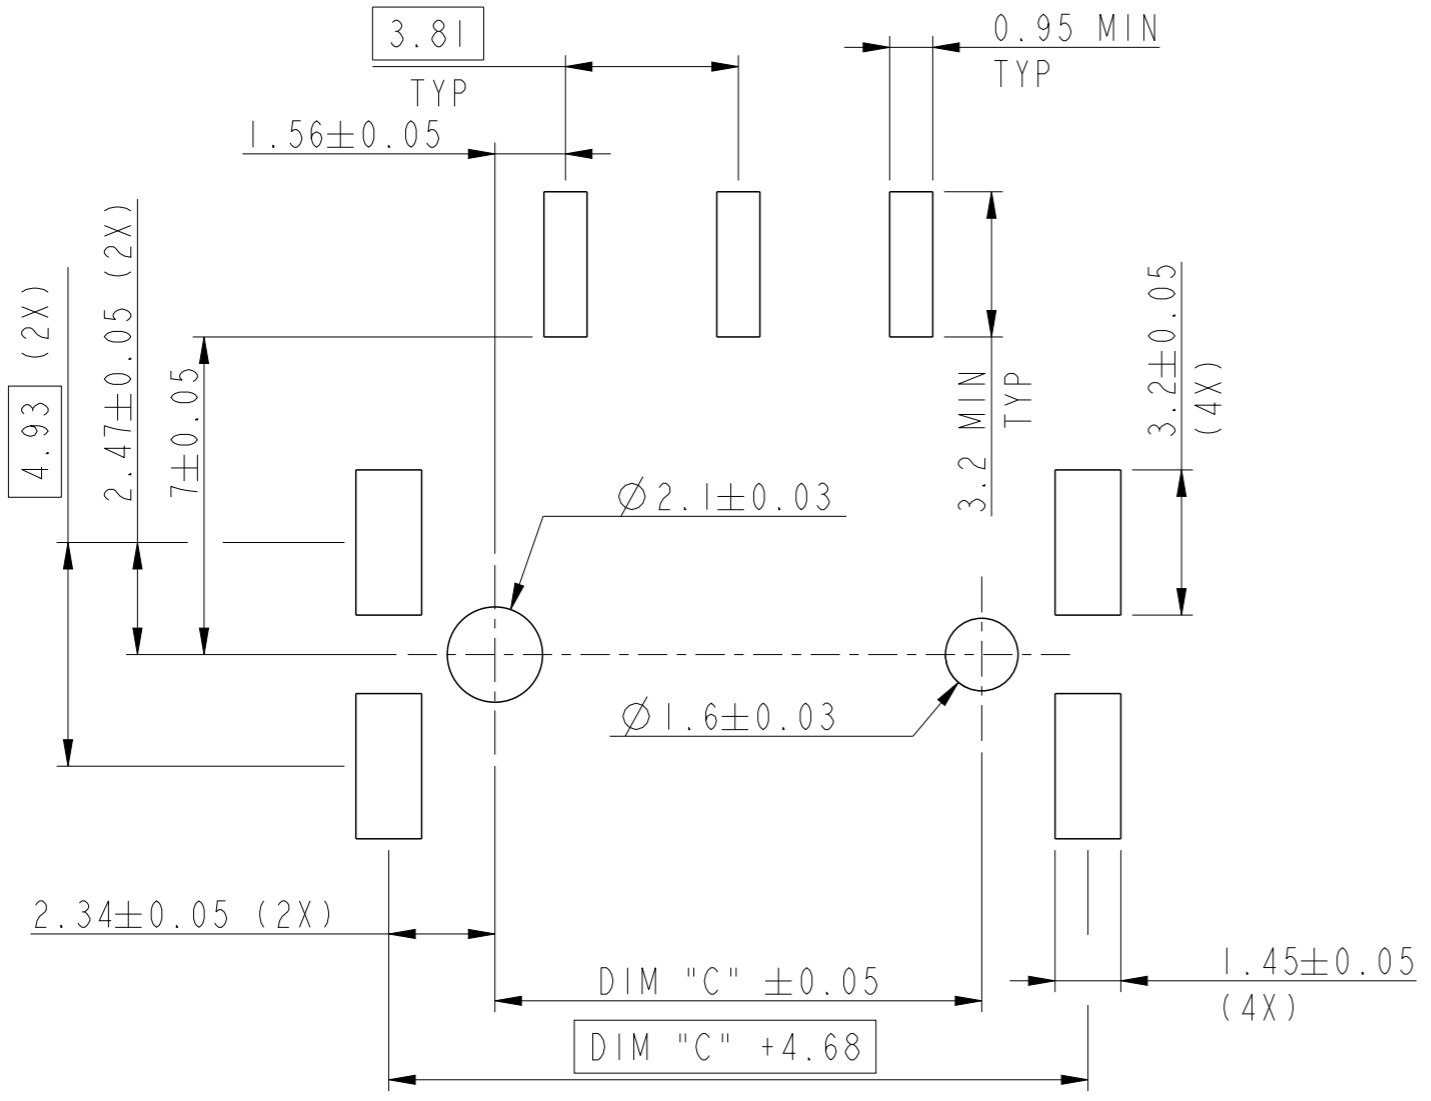 3.81
TYP
0.95 MIN
TYP
1.56±0.05
4.93 (2X)
2.47±0.05 (2X)
7±0.05
3.2 MIN
TYP
3.2±0.05
(4X)
Ø2.1±0.03
Ø1.6±0.03
2.34±0.05 (2X)
DIM "C" ±0.05
DIM "C" +4.68
1.45±0.05
(4X)